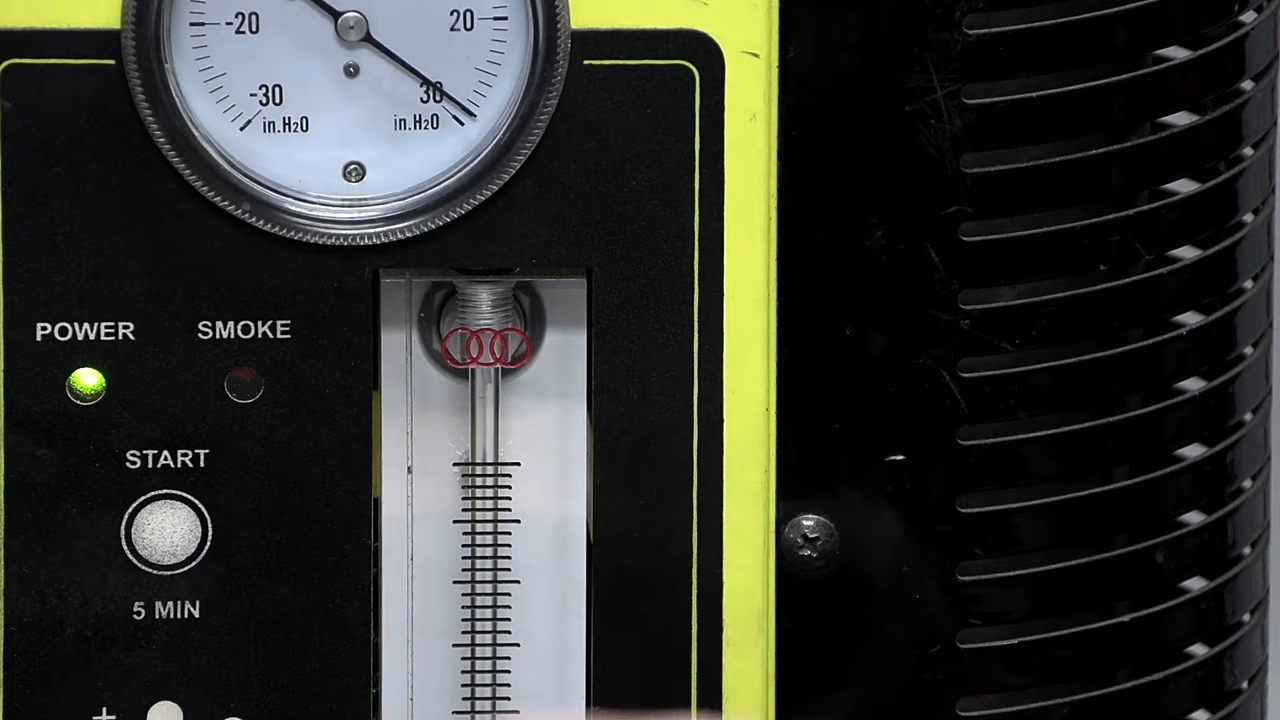 -20 20
-30 30
in.H₂O in.H₂O
POWER SMOKE
START
5 MIN
+